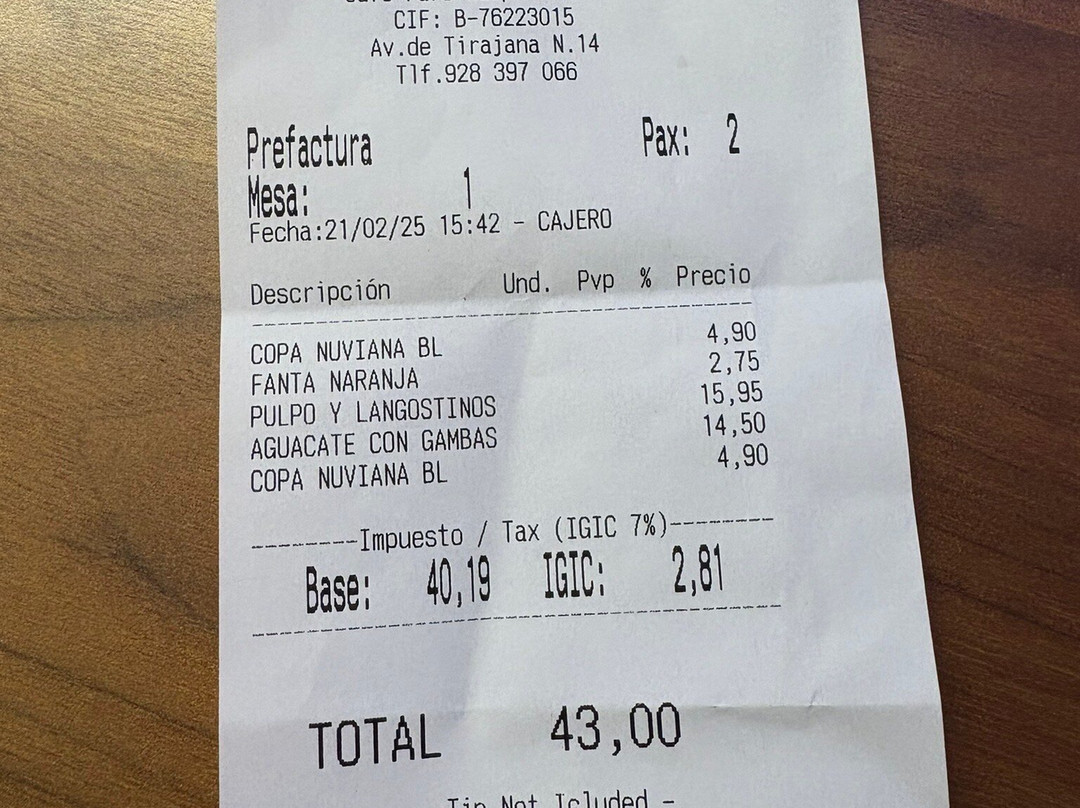 CIF: B-76223015
Av.de Tirajana N.14
Tlf.928 397 066
Prefactura Pax: 2
Mesa: 1
Fecha:21/02/25 15:42 - CAJERO
Descripción Und. Pvp % Precio
COPA NUVIANA BL 4,90
FANTA NARANJA 2,75
PULPO Y LANGOSTINOS 15,95
AGUACATE CON GAMBAS 14,50
COPA NUVIANA BL 4,90
Impuesto / Tax (IGIC 7%)
Base: 40,19 IGIC: 2,81
TOTAL 43,00
Tip Not Icluded -